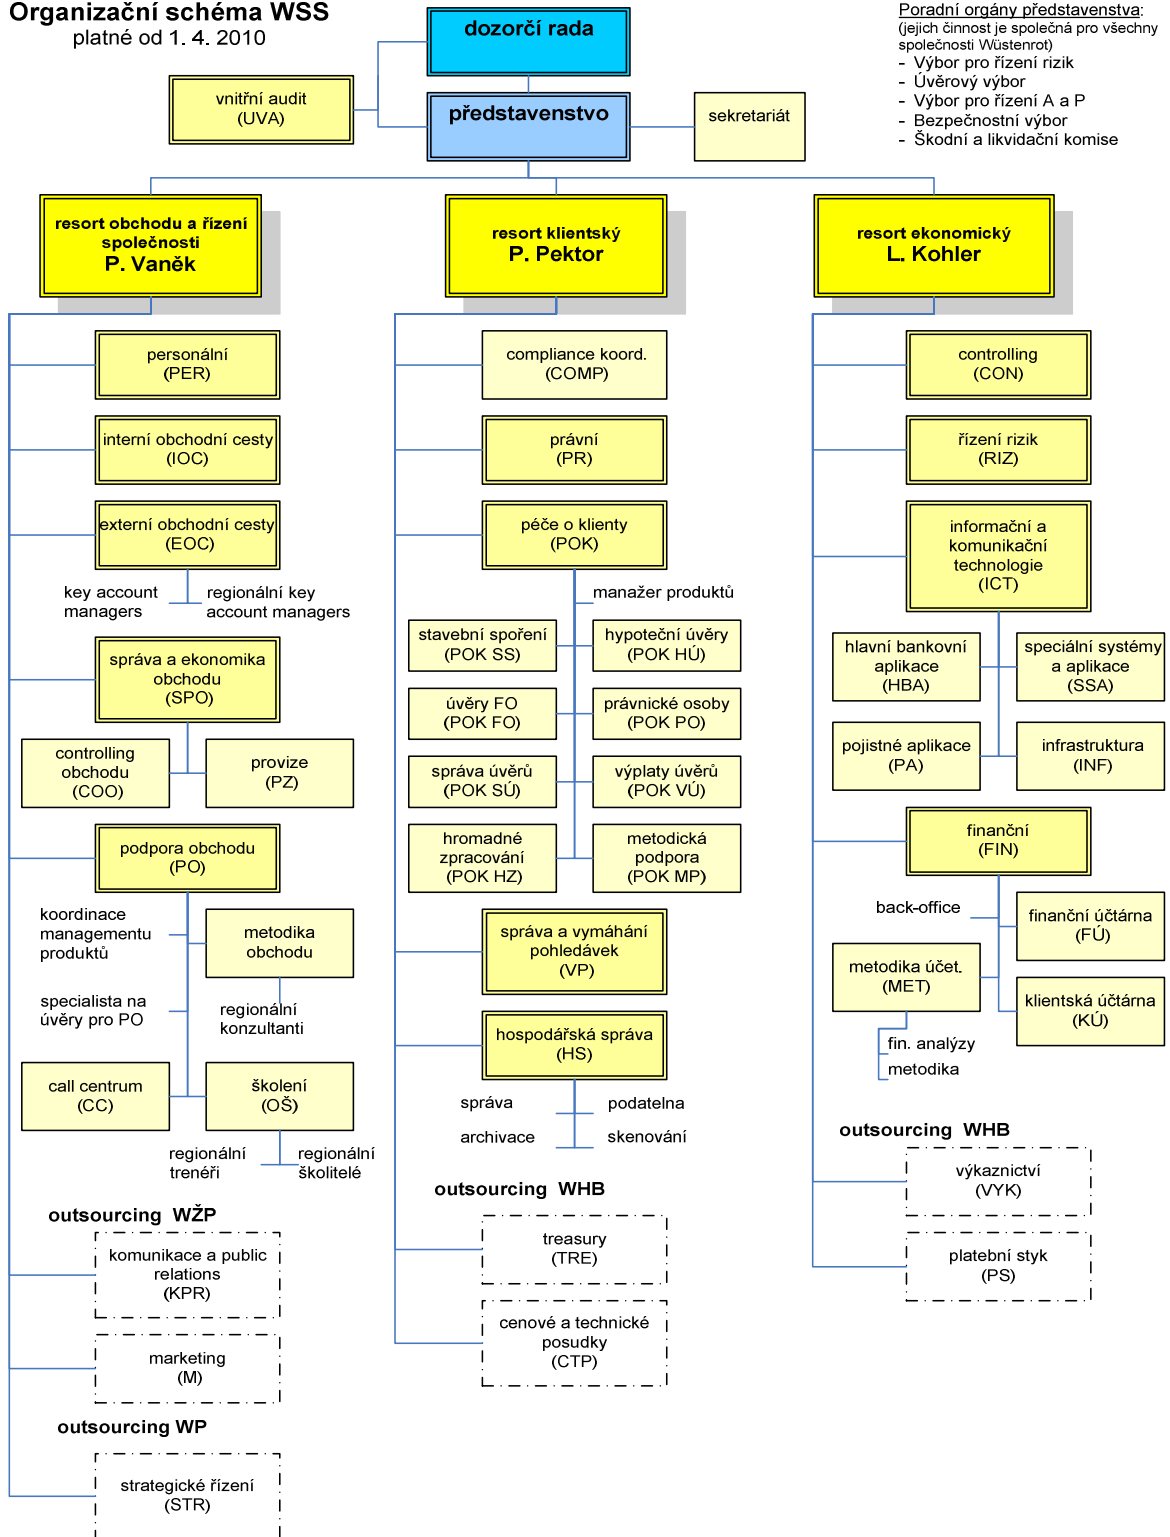 Organizační schéma WSS
platné od 1. 4. 2010
dozorčí rada
představenstvo
vnitřní audit
(UVA)
sekretariát
Poradní orgány představenstva:
(jejich činnost je společná pro všechny
společnosti Wüstenrot)
- Výbor pro řízení rizik
- Úvěrový výbor
- Výbor pro řízení A a P
- Bezpečnostní výbor
- Škodní a likvidační komise
resort obchodu a řízení
společnosti
P. Vaněk
personální
(PER)
interní obchodní cesty
(IOC)
externí obchodní cesty
(EOC)
key account
managers
regionální key
account managers
správa a ekonomika
obchodu
(SPO)
controlling
obchodu
(COO)
provize
(PZ)
podpora obchodu
(PO)
koordinace
managementu
produktů
metodika
obchodu
specialista na
úvěry pro PO
regionální
konzultanti
call centrum
(CC)
školení
(OŠ)
regionální
trenéři
regionální
školitelé
outsourcing WŽP
komunikace a public
relations
(KPR)
marketing
(M)
outsourcing WP
strategické řízení
(STR)
resort klientský
P. Pektor
compliance koord.
(COMP)
právní
(PR)
péče o klienty
(POK)
manažer produktů
stavební spoření
(POK SS)
hypoteční úvěry
(POK HÚ)
úvěry FO
(POK FO)
právnické osoby
(POK PO)
správa úvěrů
(POK SÚ)
výplaty úvěrů
(POK VÚ)
hromadné
zpracování
(POK HZ)
metodická
podpora
(POK MP)
správa a vymáhání
pohledávek
(VP)
hospodářská správa
(HS)
správa
podatelna
archivace
skenování
outsourcing WHB
treasury
(TRE)
cenové a technické
posudky
(CTP)
resort ekonomický
L. Kohler
controlling
(CON)
řízení rizik
(RIZ)
informační a
komunikační
technologie
(ICT)
hlavní bankovní
aplikace
(HBA)
speciální systémy
a aplikace
(SSA)
pojistné aplikace
(PA)
infrastruktura
(INF)
finanční
(FIN)
back-office
finanční účtárna
(FÚ)
metodika účet.
(MET)
klientská účtárna
(KÚ)
fin. analýzy
metodika
outsourcing WHB
výkaznictví
(VYK)
platební styk
(PS)